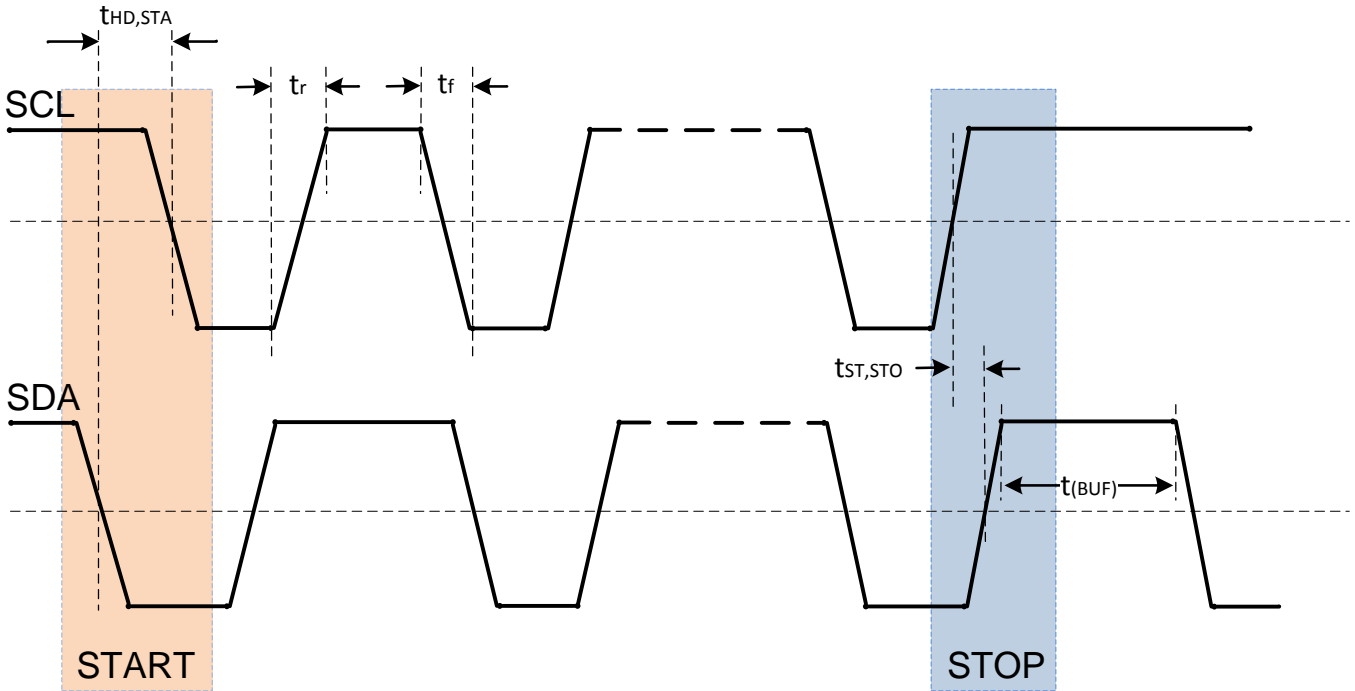 tHD,STA
tr
tf
SCL
tST,STO
SDA
t(BUF)
START
STOP